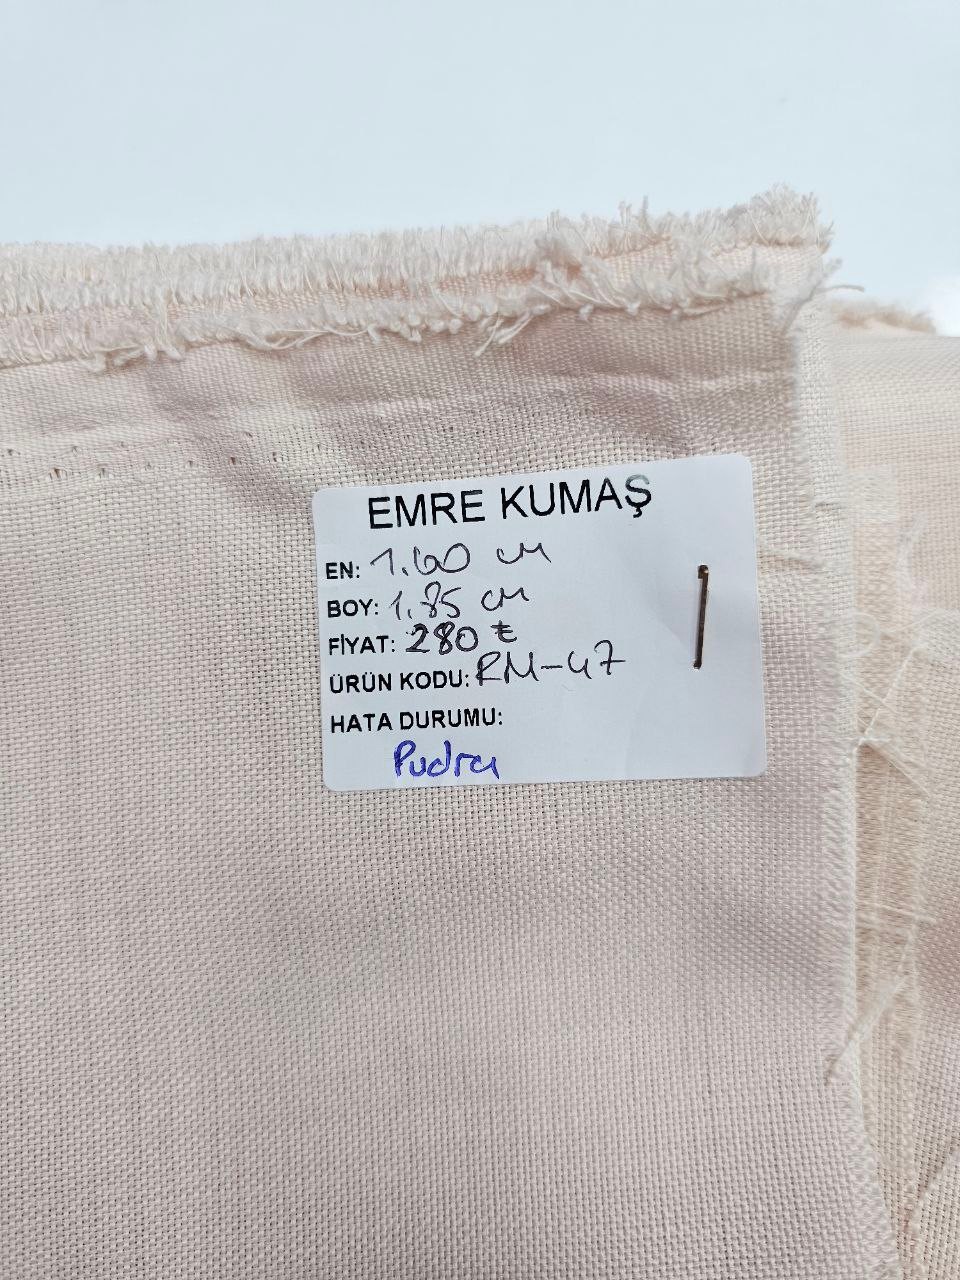 EMRE KUMAŞ
EN: 1.60 cm
BOY: 1.85 cm
FİYAT: 280 ₺
ÜRÜN KODU: RM-47
HATA DURUMU:
Pudra